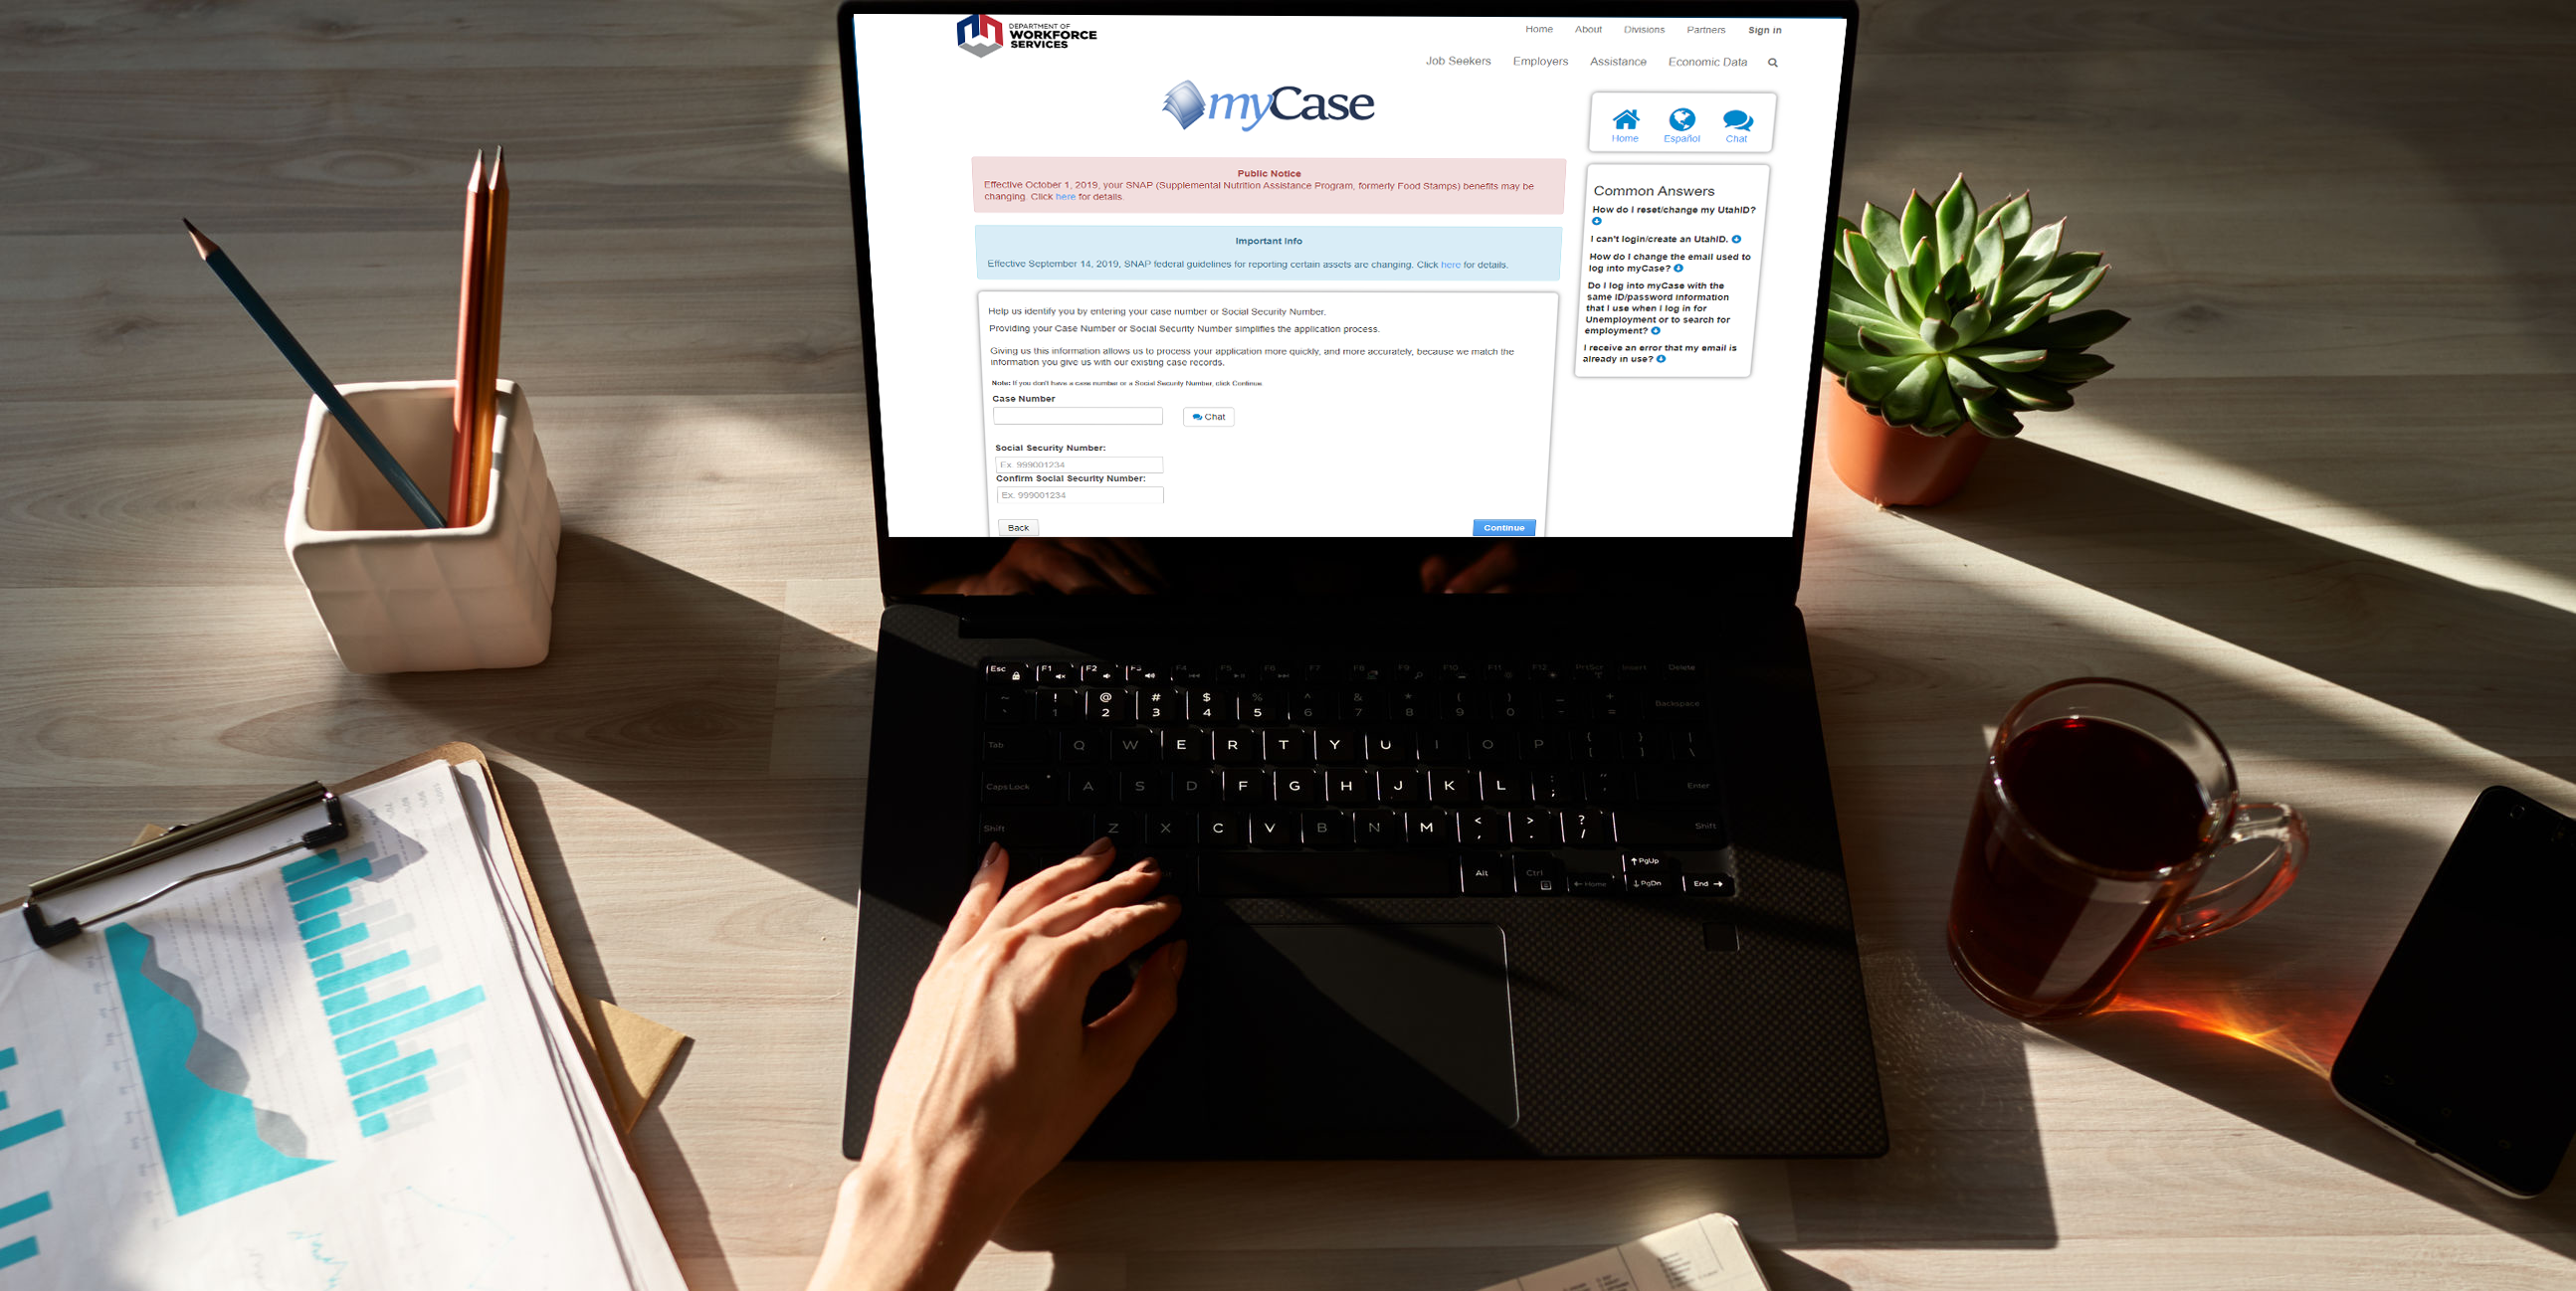 DEPARTMENT OF
WORKFORCE
SERVICES
Home About Divisions Partners Sign in
Job Seekers Employers Assistance Economic Data
myCase
Home Español Chat
Public Notice
Effective October 1, 2019, your SNAP (Supplemental Nutrition Assistance Program, formerly Food Stamps) benefits may be
changing. Click here for details.
Important Info
Effective September 14, 2019, SNAP federal guidelines for reporting certain assets are changing. Click here for details.
Help us identify you by entering your case number or Social Security Number.
Providing your Case Number or Social Security Number simplifies the application process.
Giving us this information allows us to process your application more quickly, and more accurately, because we match the
information you give us with our existing case records.
Note: If you don't have a case number or a Social Security Number, click Continue
Case Number
Chat
Social Security Number:
Ex. 999001234
Confirm Social Security Number:
Ex. 999001234
Back Continue
Common Answers
How do I reset/change my UtahID?
I can't login/create an UtahID.
How do I change the email used to
log into myCase?
Do I log into myCase with the
same ID/password information
that I use when I log in for
Unemployment or to search for
employment?
I receive an error that my email is
already in use?
Esc F1 F2 F3 F4 F5 F6 F7 F8 F9 F10 F11 F12 PrtScr Insert Delete
~ ! @ # $ % ^ & * ( ) _ +
` 1 2 3 4 5 6 7 8 9 0 - = Backspace
Tab Q W E R T Y U I O P { [ } ] | \
Caps Lock A S D F G H J K L : ; " ' Enter
Shift Z X C V B N M < , > . ? / Shift
Alt Ctrl Home PgUp PgDn End